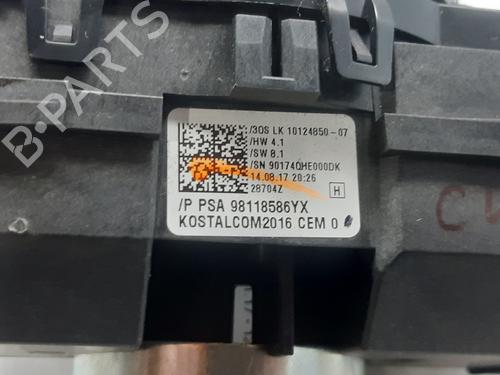 B-PARTS
/3OS LK 10124850-07
/HW 4.1
/SW 8.1
/SN 90174QHE000DK
14.08.17 20:26
28704Z
H
/P PSA 98118586YX
KOSTALCOM2016 CEM 0